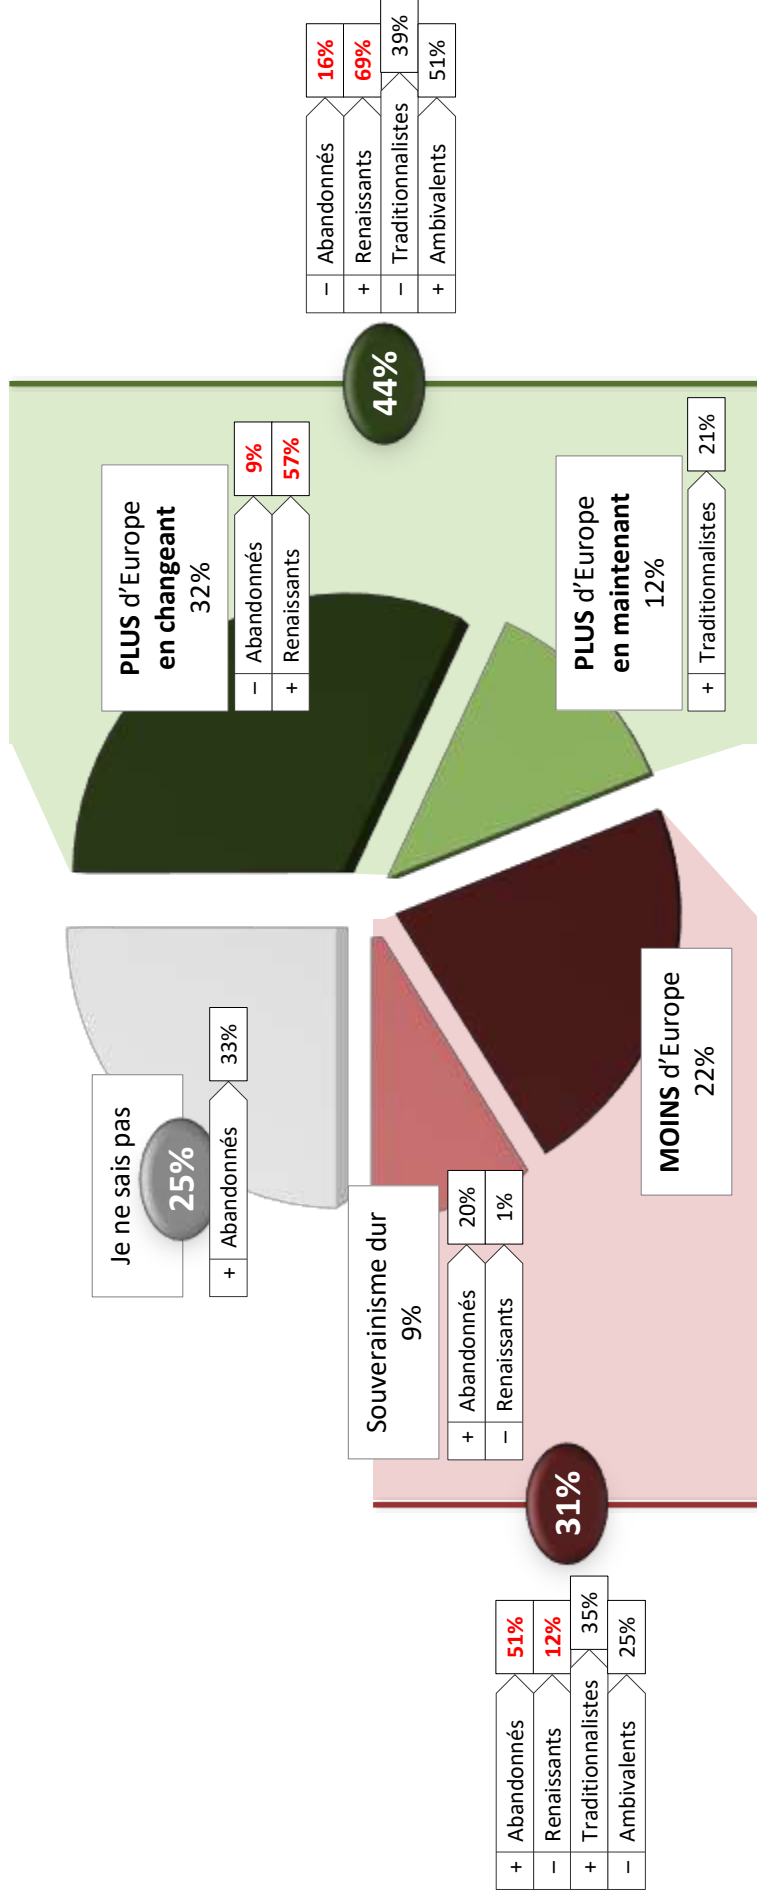 Je ne sais pas
25%
+ Abandonnés 33%
PLUS d’Europe
en changeant
32%
– Abandonnés 9%
+ Renaissants 57%
44%
– Abandonnés 16%
+ Renaissants 69%
– Traditionnalistes 39%
+ Ambivalents 51%
Souverainisme dur
9%
+ Abandonnés 20%
– Renaissants 1%
31%
+ Abandonnés 51%
– Renaissants 12%
+ Traditionnalistes 35%
– Ambivalents 25%
MOINS d’Europe
22%
PLUS d’Europe
en maintenant
12%
+ Traditionnalistes 21%